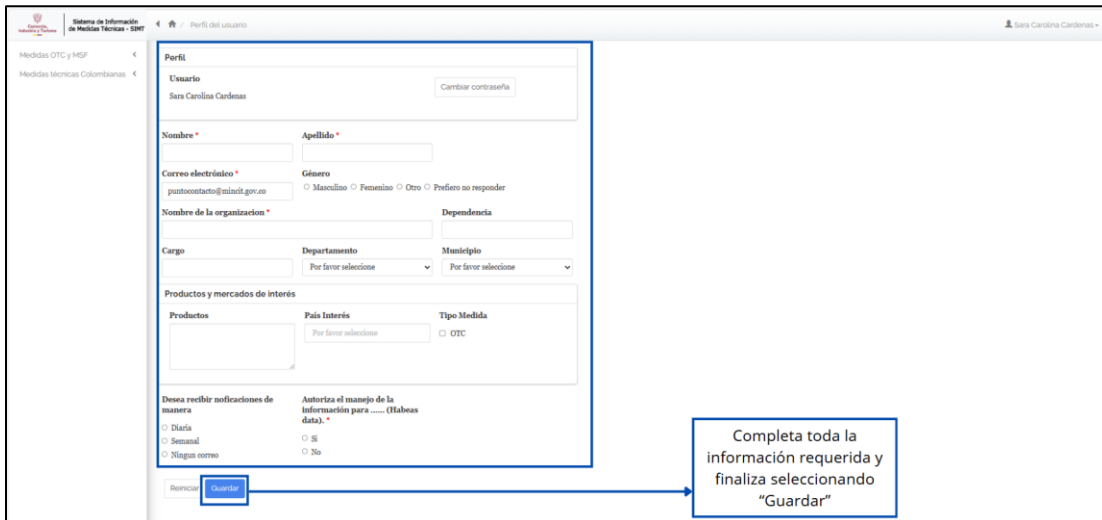 Comercio,
Industria y Turismo
Sistema de Información
de Medidas Técnicas - SIMT
/ Perfil del usuario
Sara Carolina Cardenas
Medidas OTC y MSF
Medidas técnicas Colombianas
Perfil
Usuario
Sara Carolina Cardenas
Cambiar contraseña
Nombre * Apellido *
Correo electrónico * Género
puntocontacto@mincit.gov.co Masculino Femenino Otro Prefiero no responder
Nombre de la organizacion * Dependencia
Cargo Departamento Municipio
Por favor seleccione Por favor seleccione
Productos y mercados de interés
Productos País Interés Tipo Medida
Por favor seleccione OTC
Desea recibir noficaciones de
manera
Diaria
Semanal
Ningun correo
Autoriza el manejo de la
información para ...... (Habeas
data). *
Si
No
Reiniciar Guardar
Completa toda la
información requerida y
finaliza seleccionando
“Guardar”